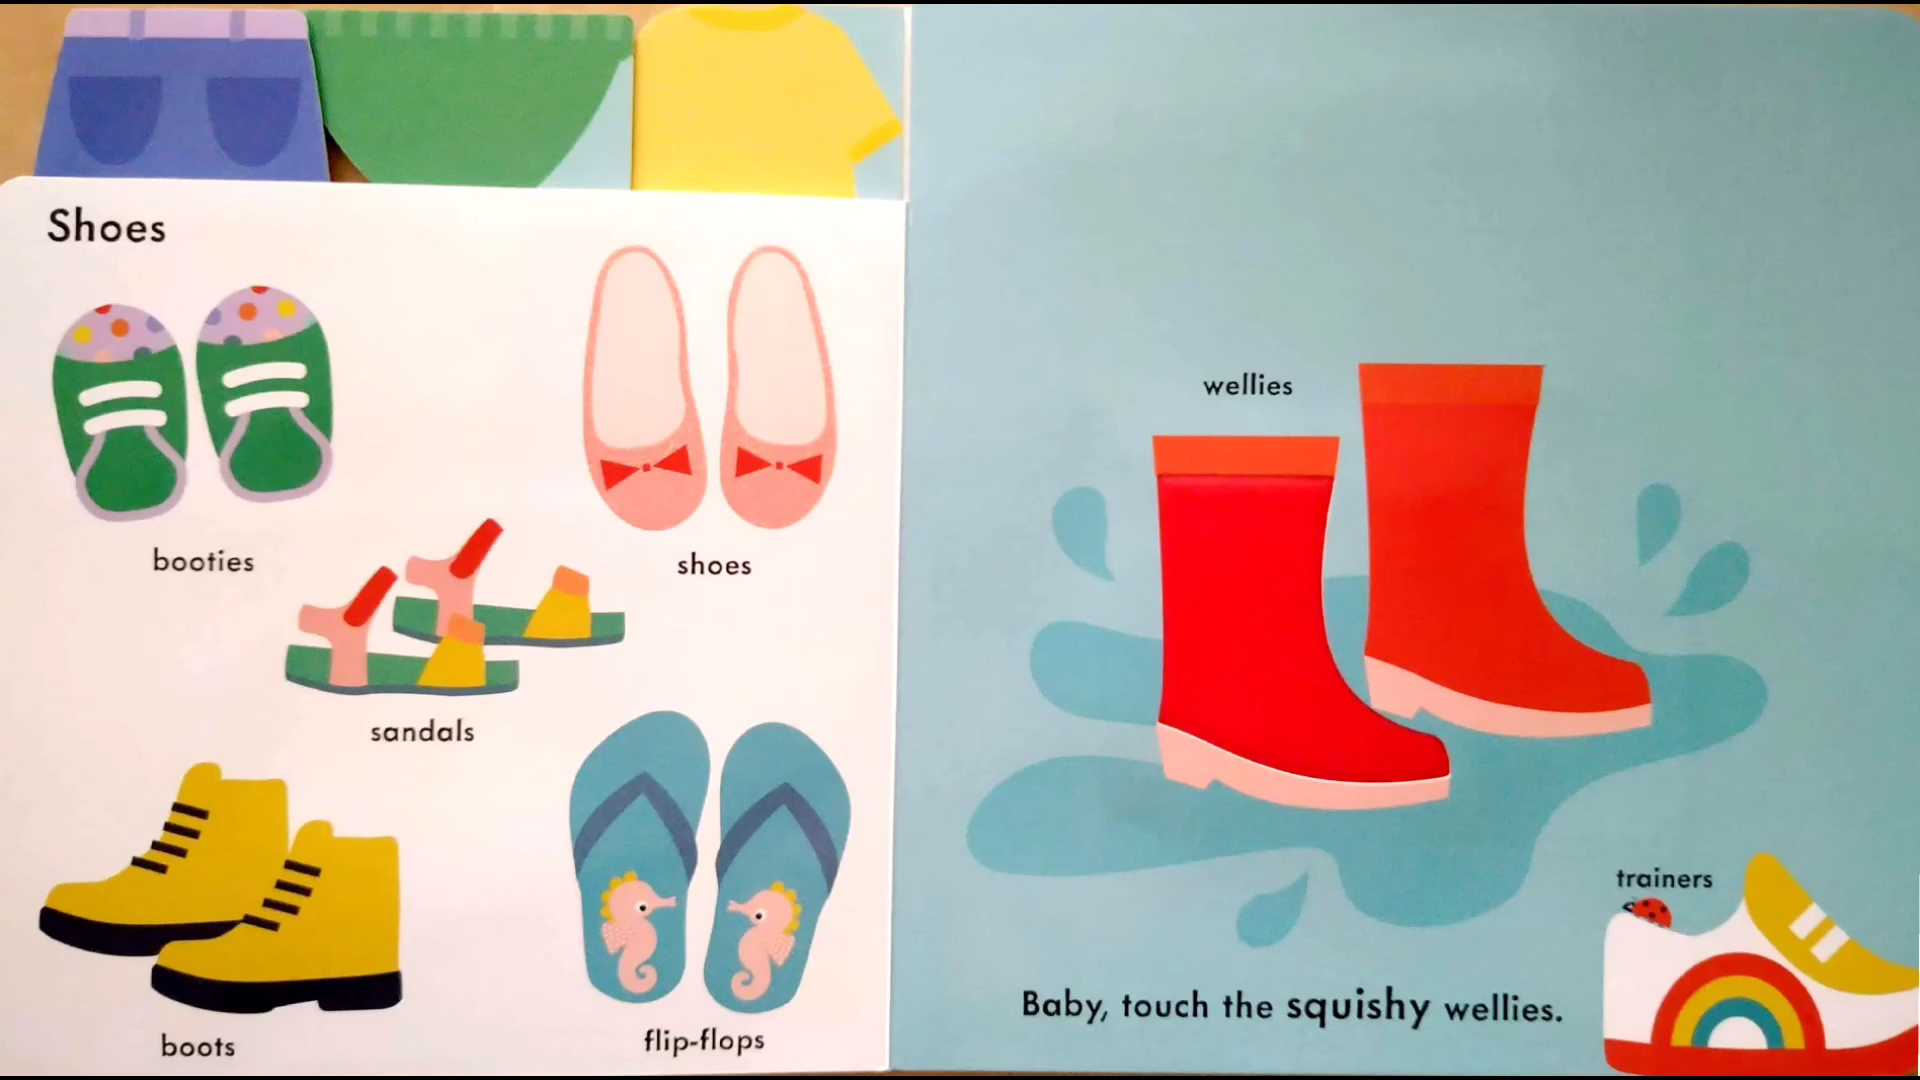 Shoes
booties
shoes
sandals
boots
flip-flops
wellies
trainers
Baby, touch the squishy wellies.